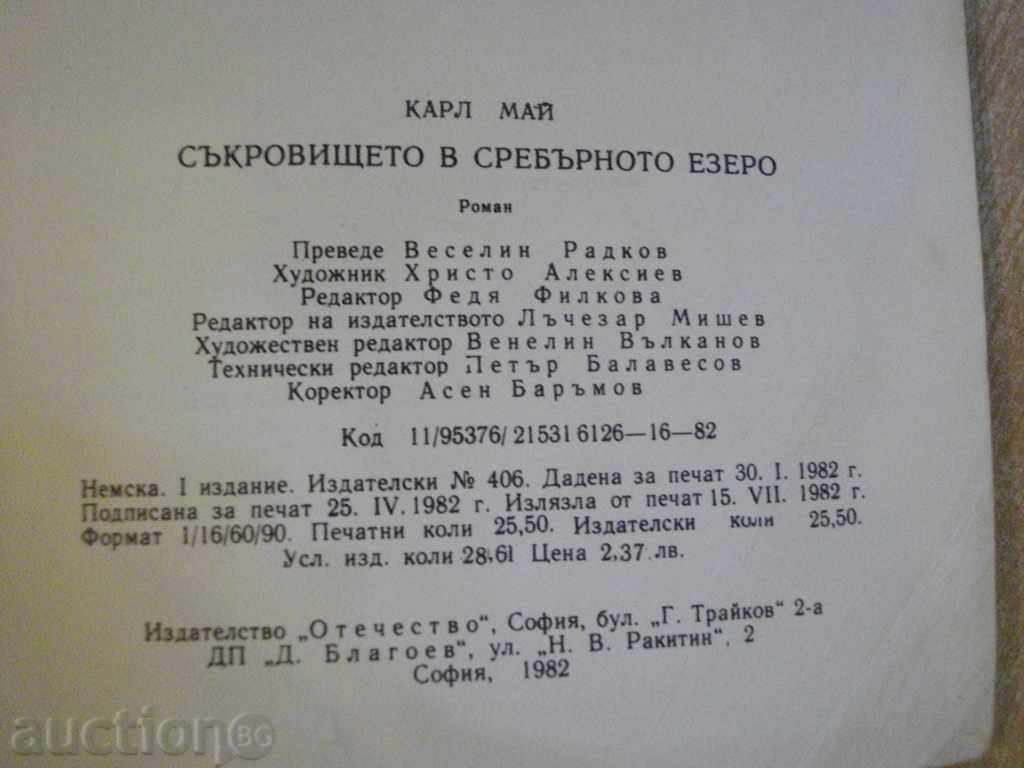 КАРЛ МАЙ
СЪКРОВИЩЕТО В СРЕБЪРНОТО ЕЗЕРО
Роман
Преведе Веселин Радков
Художник Христо Алексиев
Редактор Федя Филкова
Редактор на издателството Лъчезар Мишев
Художествен редактор Венелин Вълканов
Технически редактор Петър Балавесов
Коректор Асен Баръмов
Код 11/95376/215316126—16—82
Немска. I издание. Издателски № 406. Дадена за печат 30. I. 1982 г.
Подписана за печат 25. IV. 1982 г. Излязла от печат 15. VII. 1982 г.
Формат 1/16/60/90. Печатни коли 25,50. Издателски коли 25,50.
Усл. изд. коли 28,61 Цена 2,37 лв.
Издателство „Отечество“, София, бул. „Г. Трайков“ 2-а
ДП „Д. Благоев“, ул. „Н. В. Ракитин“, 2
София, 1982
auctionBG